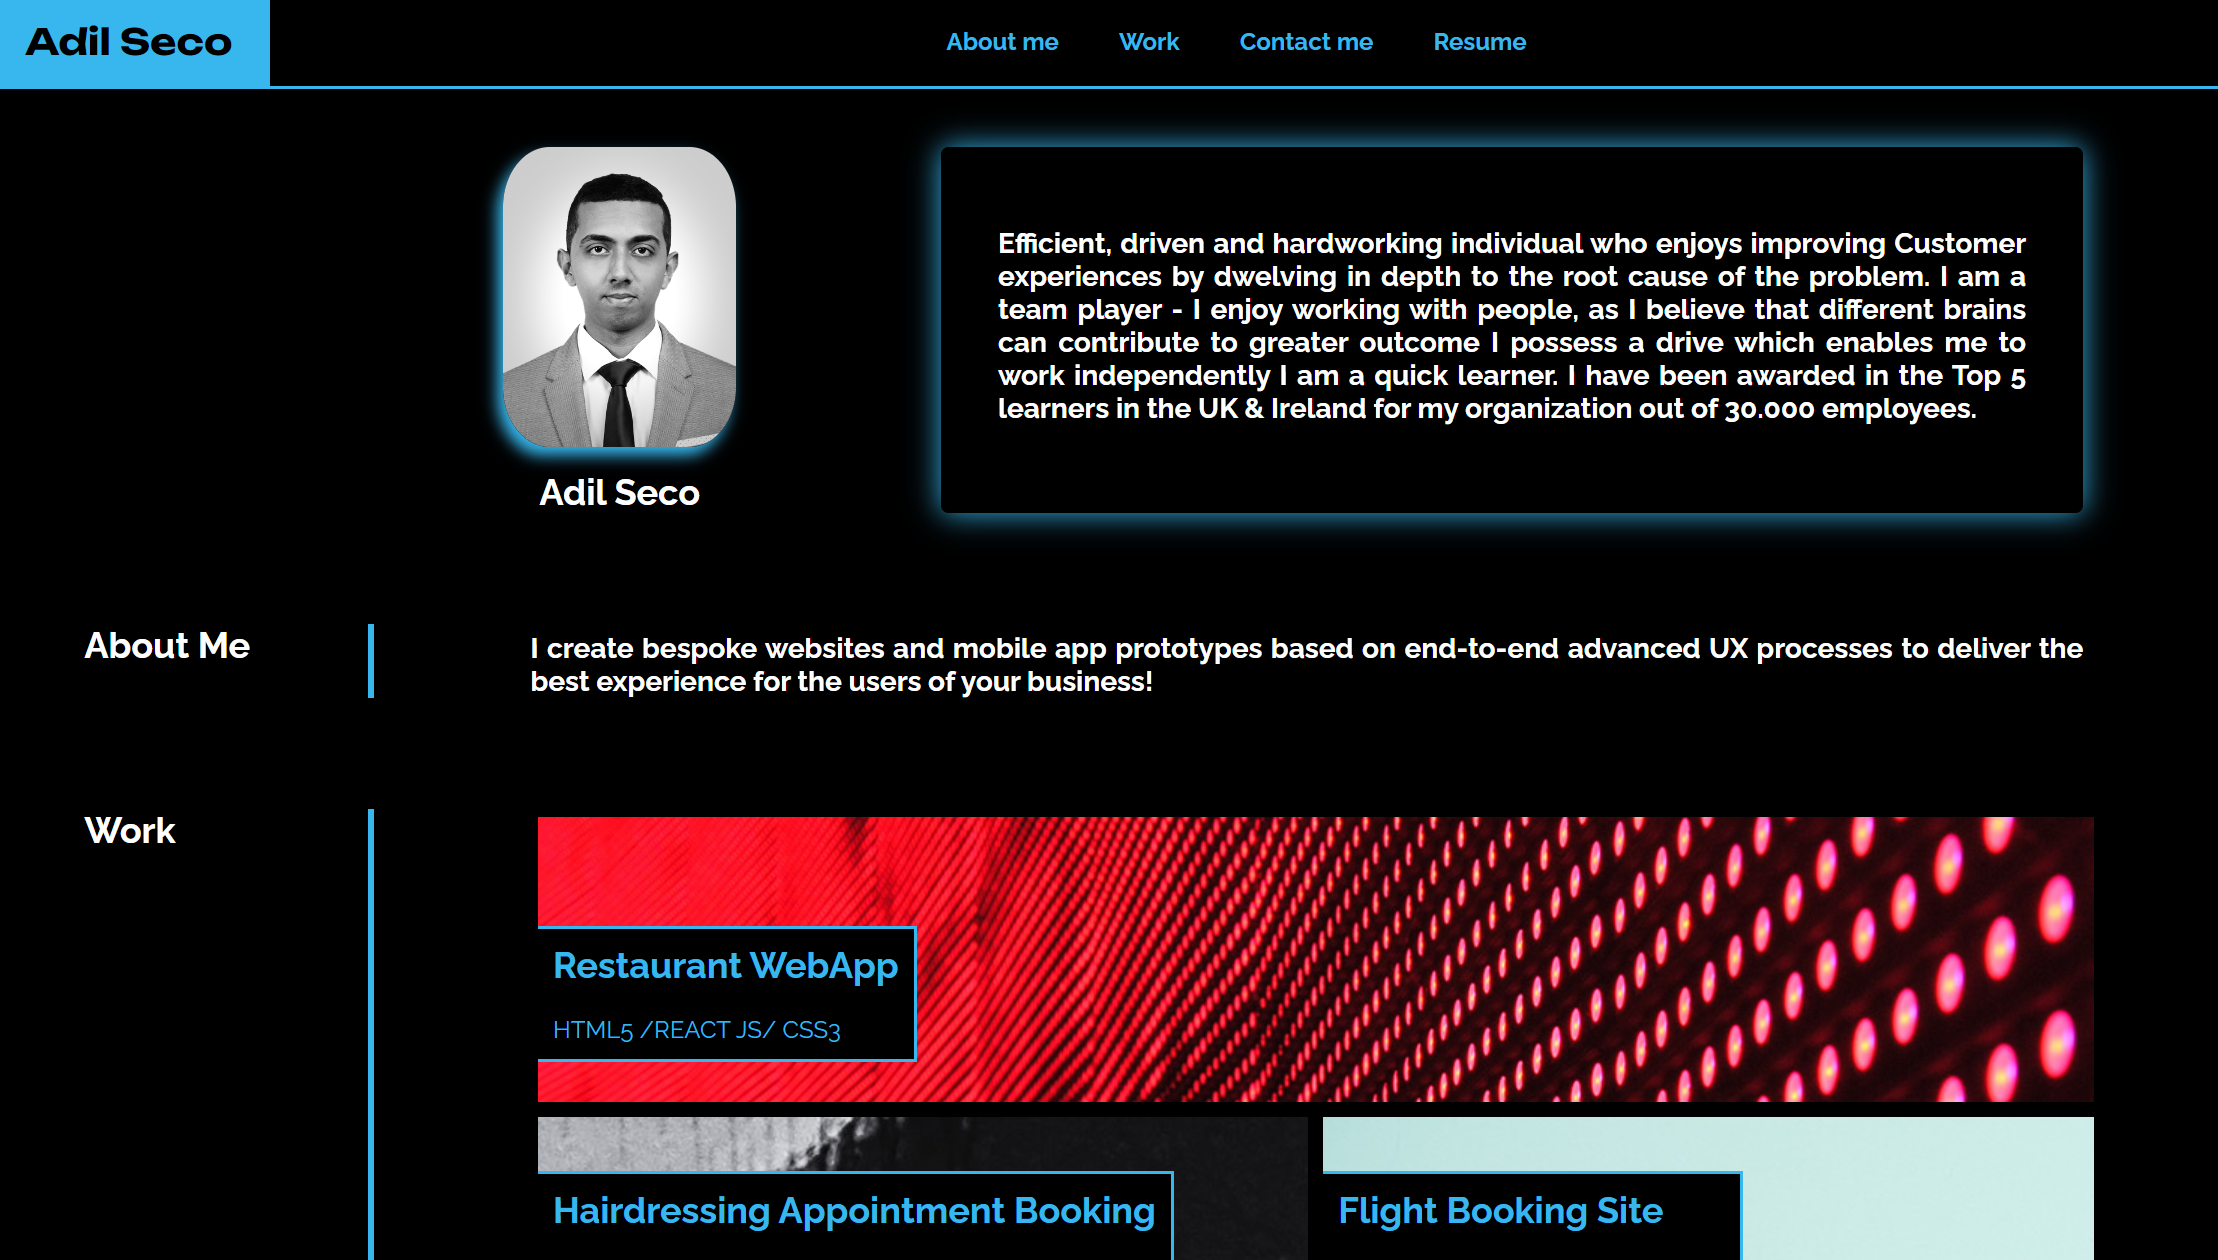 Adil Seco
About me
Work
Contact me
Resume
Efficient, driven and hardworking individual who enjoys improving Customer
experiences by dwelving in depth to the root cause of the problem. I am a
team player - I enjoy working with people, as I believe that different brains
can contribute to greater outcome I possess a drive which enables me to
work independently I am a quick learner. I have been awarded in the Top 5
learners in the UK & Ireland for my organization out of 30.000 employees.
Adil Seco
About Me
I create bespoke websites and mobile app prototypes based on end-to-end advanced UX processes to deliver the
best experience for the users of your business!
Work
Restaurant WebApp
HTML5 /REACT JS/ CSS3
Hairdressing Appointment Booking
Flight Booking Site